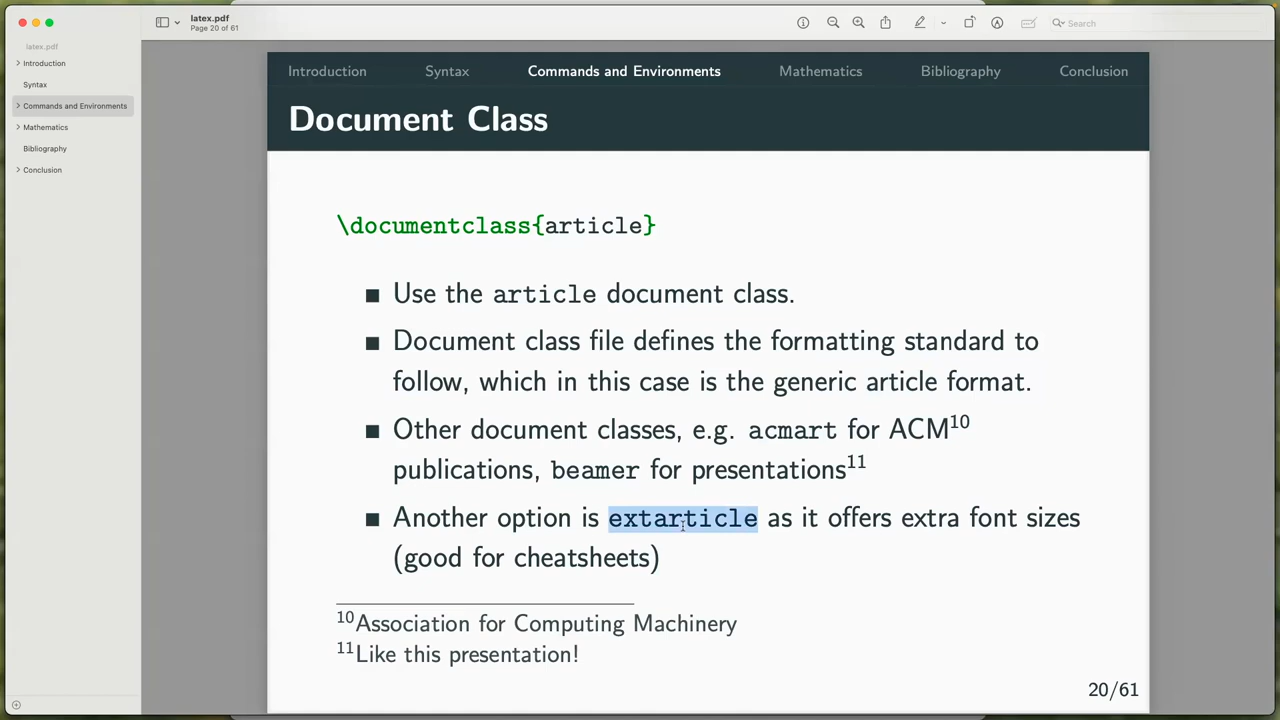 latex.pdf
Page 20 of 61
Search
latex.pdf
Introduction
Syntax
Commands and Environments
Mathematics
Bibliography
Conclusion
Introduction Syntax Commands and Environments Mathematics Bibliography Conclusion
Document Class
\documentclass{article}
■ Use the article document class.
■ Document class file defines the formatting standard to
follow, which in this case is the generic article format.
■ Other document classes, e.g. acmart for ACM¹⁰
publications, beamer for presentations¹¹
■ Another option is extarticle as it offers extra font sizes
(good for cheatsheets)
¹⁰Association for Computing Machinery
¹¹Like this presentation!
20/61